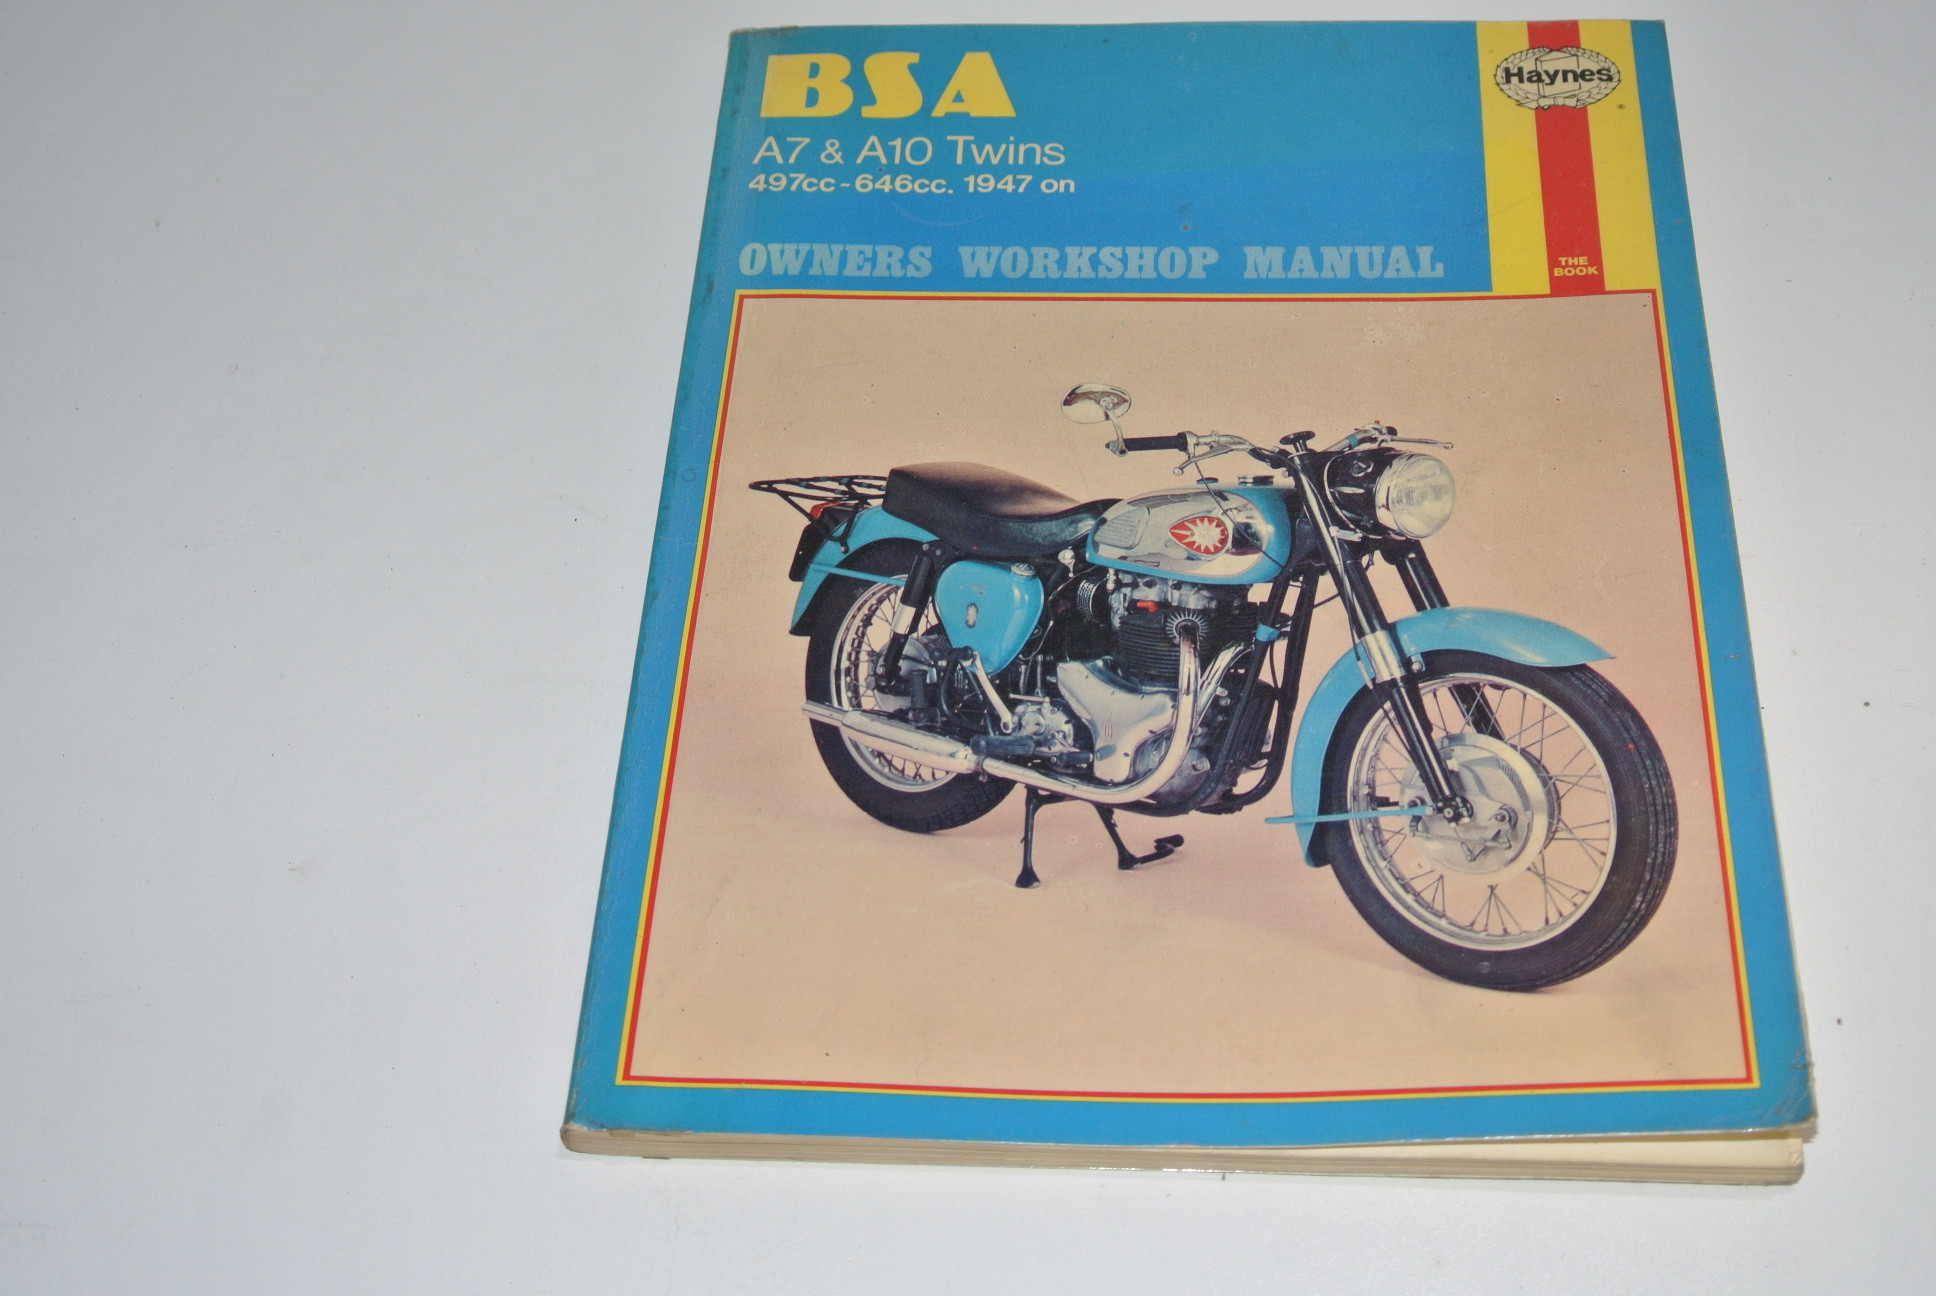 BSA
Haynes
®
A7 & A10 Twins
497cc-646cc. 1947 on
OWNERS WORKSHOP MANUAL
THE
BOOK